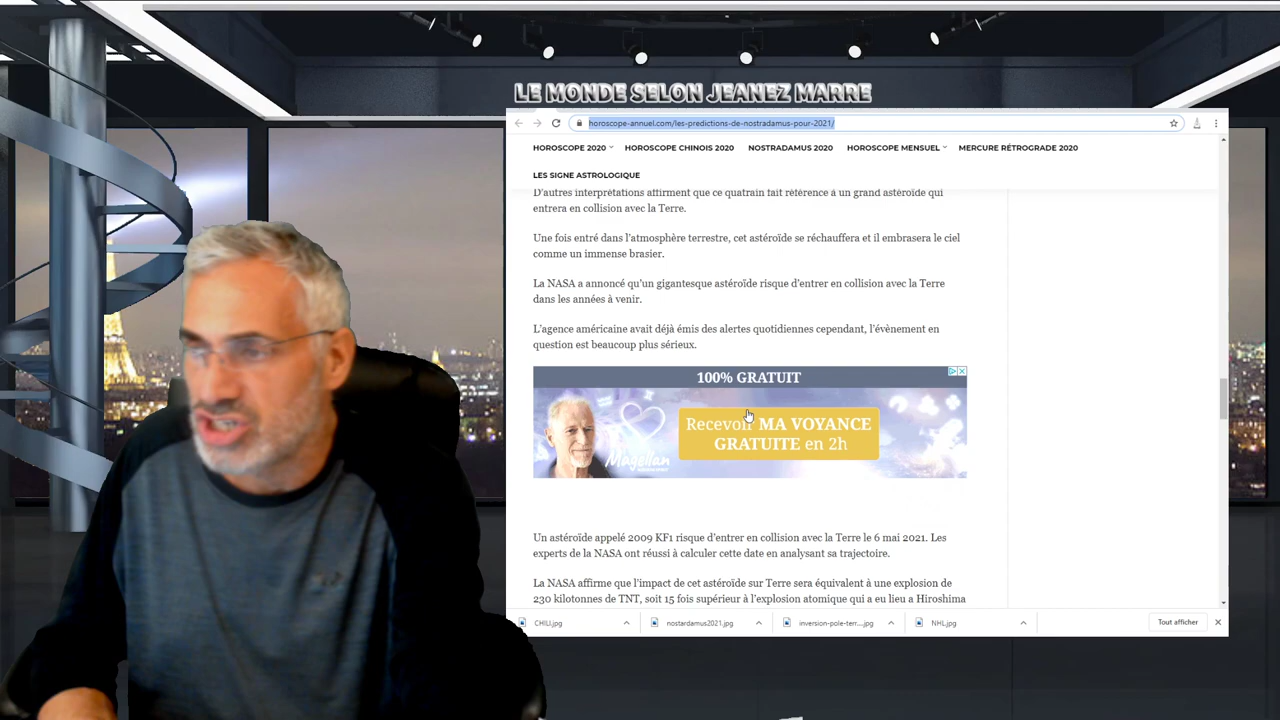 LE MONDE SELON JEANEZ MARRE
horoscope-annuel.com/les-predictions-de-nostradamus-pour-2021/
HOROSCOPE 2020 HOROSCOPE CHINOIS 2020 NOSTRADAMUS 2020 HOROSCOPE MENSUEL MERCURE RÉTROGRADE 2020
LES SIGNE ASTROLOGIQUE
D'autres interprétations affirment que ce quatrain fait référence à un grand astéroïde qui
entrera en collision avec la Terre.
Une fois entré dans l'atmosphère terrestre, cet astéroïde se réchauffera et il embrasera le ciel
comme un immense brasier.
La NASA a annoncé qu'un gigantesque astéroïde risque d'entrer en collision avec la Terre
dans les années à venir.
L'agence américaine avait déjà émis des alertes quotidiennes cependant, l'évènement en
question est beaucoup plus sérieux.
100% GRATUIT
Recevoir MA VOYANCE
GRATUITE en 2h
Magellan
Un astéroïde appelé 2009 KF1 risque d'entrer en collision avec la Terre le 6 mai 2021. Les
experts de la NASA ont réussi à calculer cette date en analysant sa trajectoire.
La NASA affirme que l'impact de cet astéroïde sur Terre sera équivalent à une explosion de
230 kilotonnes de TNT, soit 15 fois supérieur à l'explosion atomique qui a eu lieu a Hiroshima
CHILI.jpg nostardamus2021.jpg inversion-pole-terr....jpg NHL.jpg Tout afficher